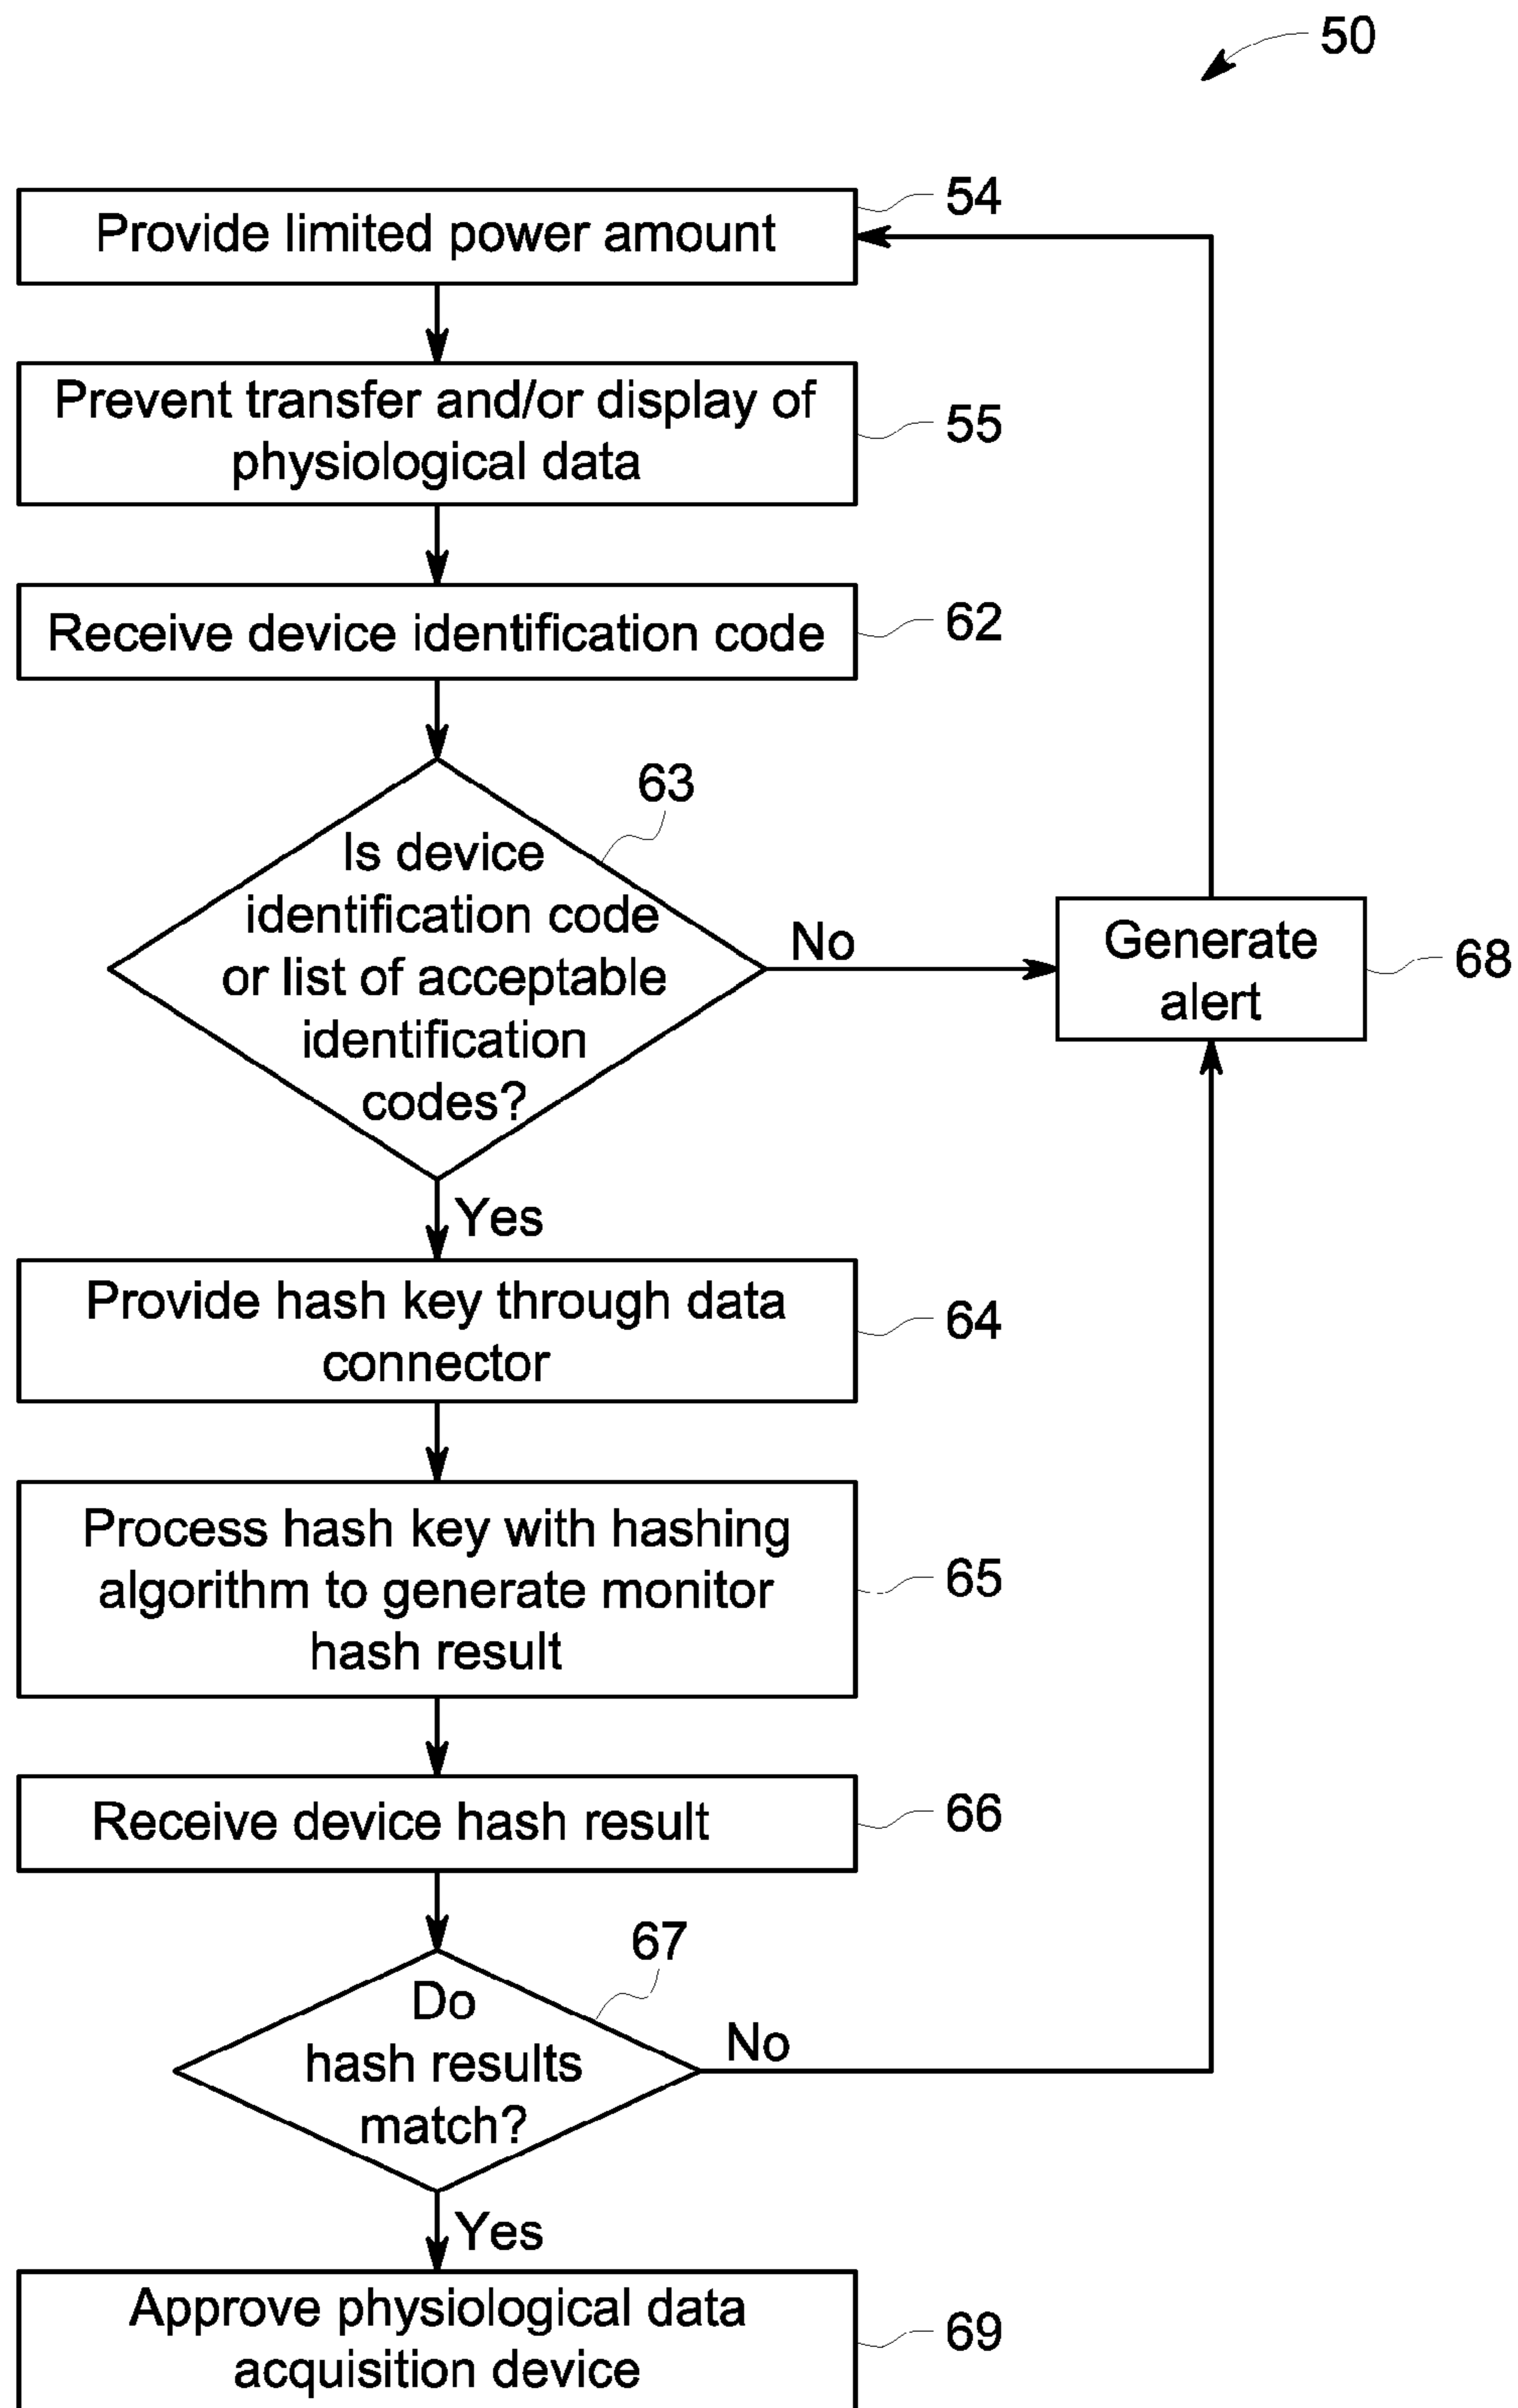 50
54
Provide limited power amount
Prevent transfer and/or display of
physiological data
55
Receive device identification code
62
63
Is device
identification code
or list of acceptable
identification
codes?
No
Generate
alert
68
Yes
Provide hash key through data
connector
64
Process hash key with hashing
algorithm to generate monitor
hash result
65
Receive device hash result
66
67
Do
hash results
match?
No
Yes
Approve physiological data
acquisition device
69